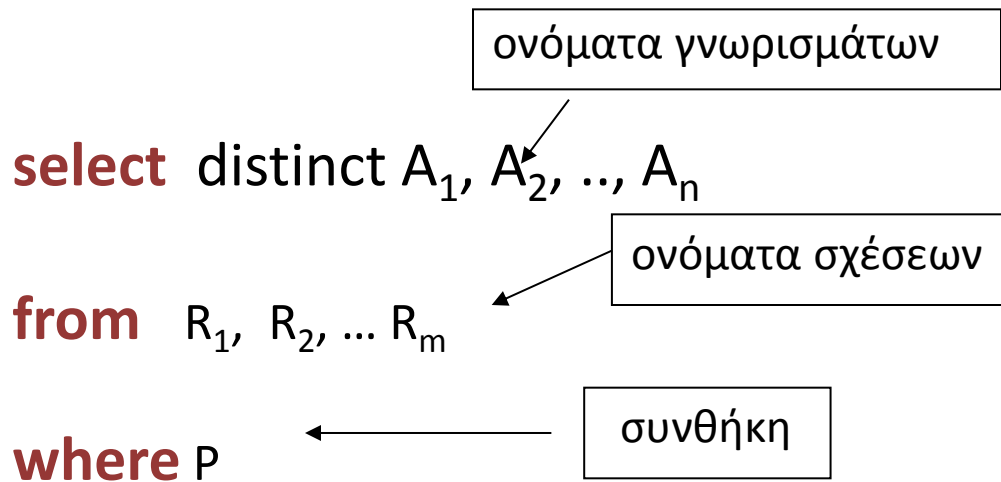 ονόματα γνωρισμάτων
select distinct A₁, A₂, .., Aₙ
ονόματα σχέσεων
from R₁, R₂, ... Rₘ
συνθήκη
where P